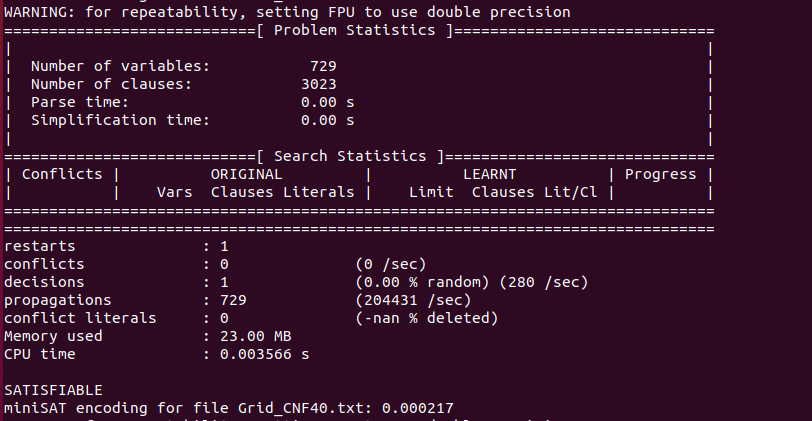 WARNING: for repeatability, setting FPU to use double precision
============================[ Problem Statistics ]=============================
|                                                                             |
|  Number of variables:           729                                         |
|  Number of clauses:            3023                                         |
|  Parse time:                   0.00 s                                       |
|  Simplification time:          0.00 s                                       |
|                                                                             |
============================[ Search Statistics ]==============================
| Conflicts |          ORIGINAL         |          LEARNT          | Progress |
|           |    Vars  Clauses Literals |    Limit  Clauses Lit/Cl |          |
===============================================================================
===============================================================================
restarts              : 1
conflicts             : 0              (0 /sec)
decisions             : 1              (0.00 % random) (280 /sec)
propagations          : 729            (204431 /sec)
conflict literals     : 0              (-nan % deleted)
Memory used           : 23.00 MB
CPU time              : 0.003566 s

SATISFIABLE
miniSAT encoding for file Grid_CNF40.txt: 0.000217